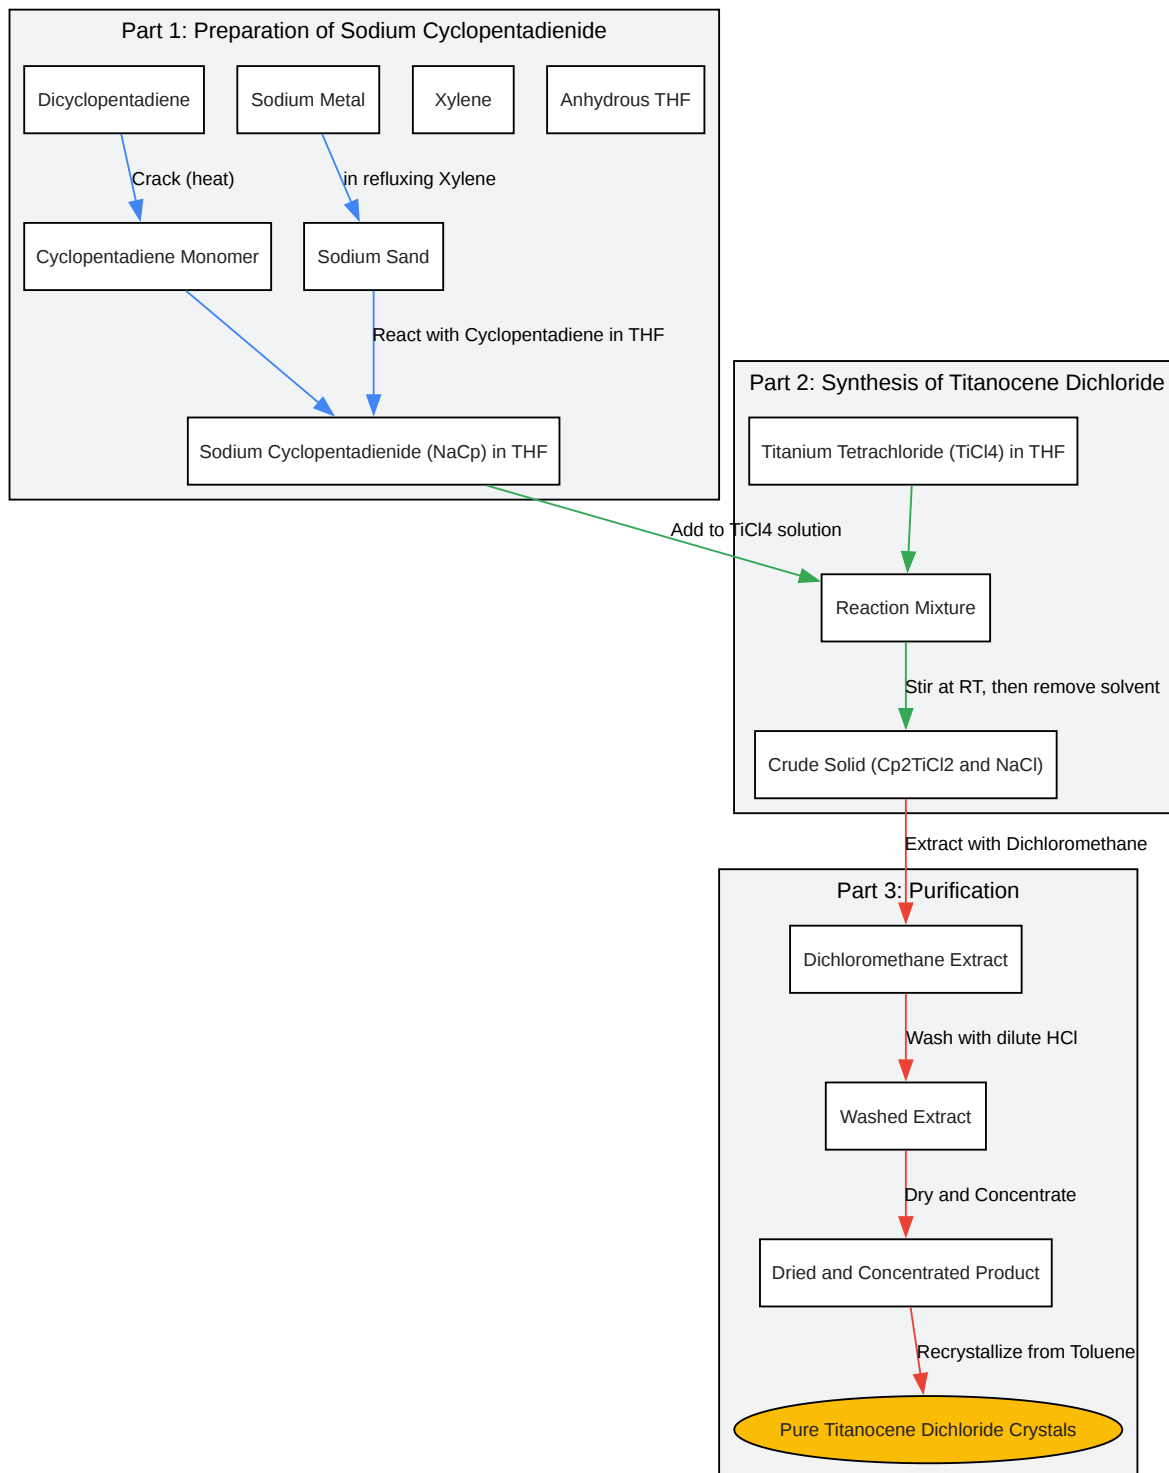 Part 1: Preparation of Sodium Cyclopentadienide
Dicyclopentadiene
Sodium Metal
Xylene
Anhydrous THF
Crack (heat)
in refluxing Xylene
Cyclopentadiene Monomer
Sodium Sand
React with Cyclopentadiene in THF
Sodium Cyclopentadienide (NaCp) in THF
Part 2: Synthesis of Titanocene Dichloride
Titanium Tetrachloride (TiCl4) in THF
Add to TiCl4 solution
Reaction Mixture
Stir at RT, then remove solvent
Crude Solid (Cp2TiCl2 and NaCl)
Extract with Dichloromethane
Part 3: Purification
Dichloromethane Extract
Wash with dilute HCl
Washed Extract
Dry and Concentrate
Dried and Concentrated Product
Recrystallize from Toluene
Pure Titanocene Dichloride Crystals